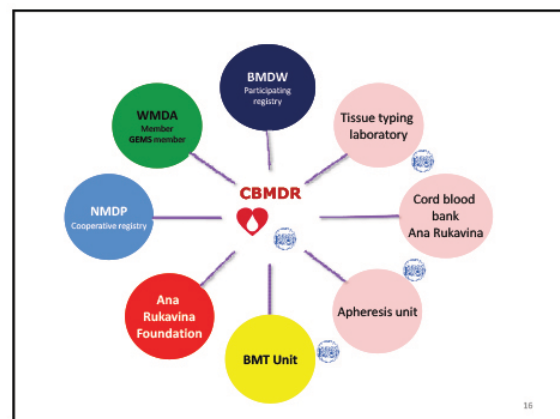 BMDW
Participating
registry
WMDA
Member
GEMS member
Tissue typing
laboratory
CBMDR
NMDP
Cooperative registry
Cord blood
bank
Ana Rukavina
Ana
Rukavina
Foundation
Apheresis unit
BMT Unit
16